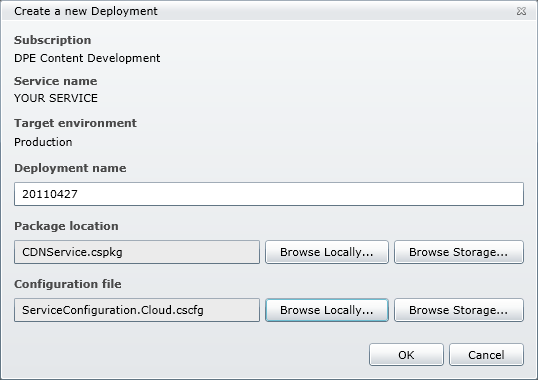 Create a new Deployment
Subscription
DPE Content Development
Service name
YOUR SERVICE
Target environment
Production
Deployment name
20110427
Package location
CDNService.cspkg Browse Locally... Browse Storage...
Configuration file
ServiceConfiguration.Cloud.cscfg Browse Locally... Browse Storage...
OK Cancel